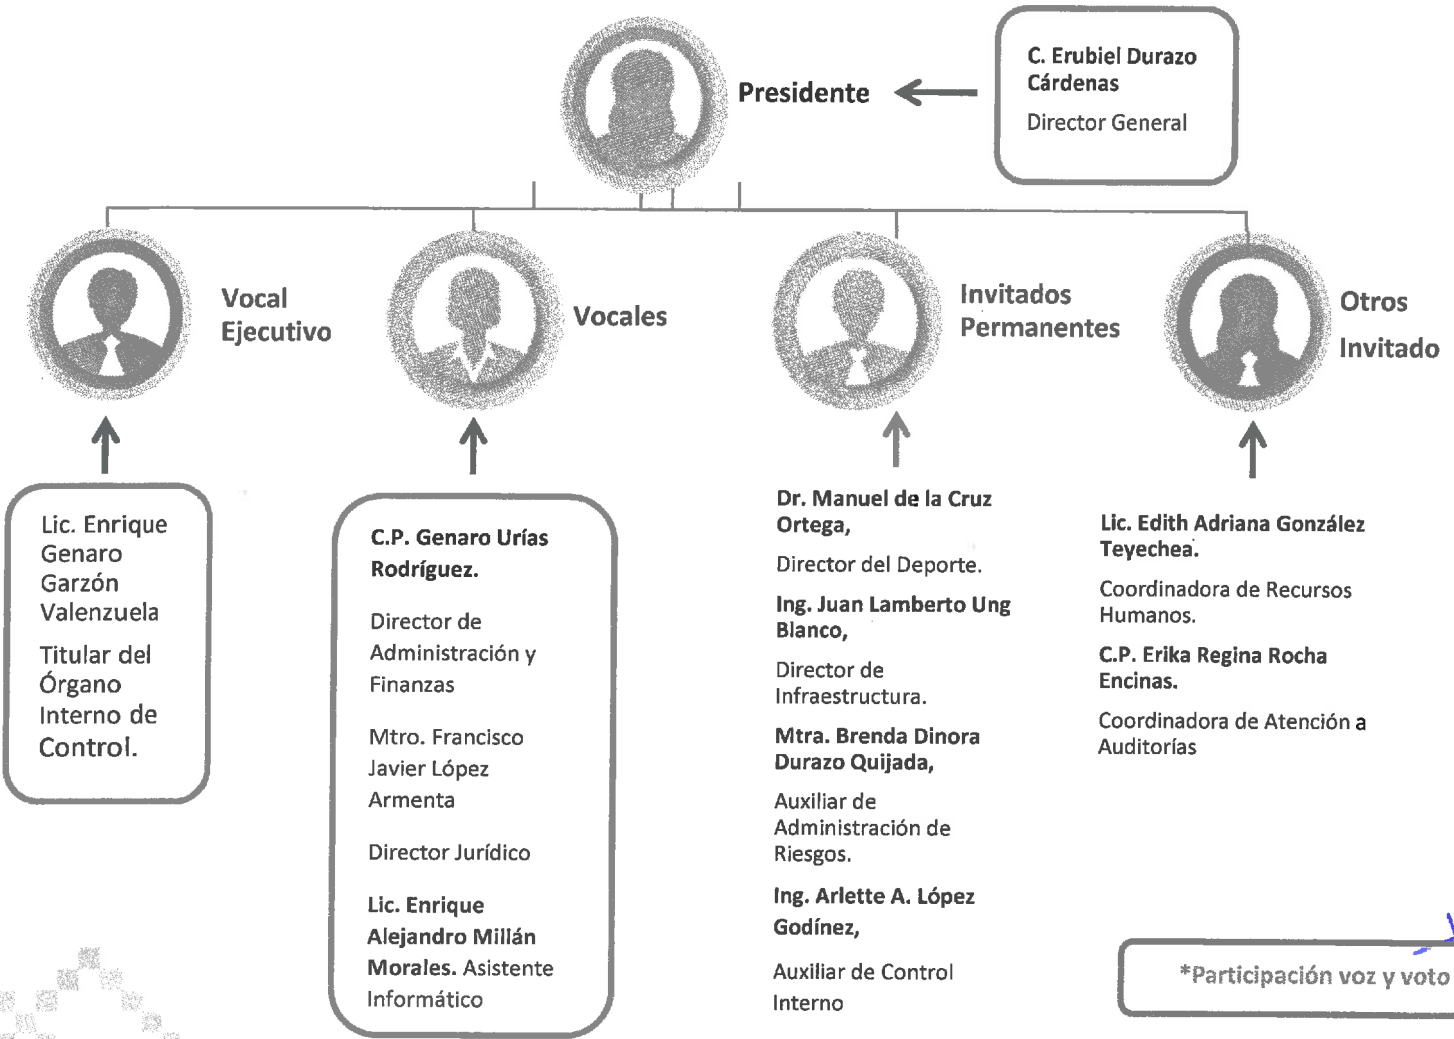 Presidente
C. Erubiel Durazo
Cárdenas
Director General
Vocal
Ejecutivo
Vocales
Invitados
Permanentes
Otros
Invitado
Lic. Enrique
Genaro
Garzón
Valenzuela
Titular del
Órgano
Interno de
Control.
C.P. Genaro Urías
Rodríguez.
Director de
Administración y
Finanzas
Mtro. Francisco
Javier López
Armenta
Director Jurídico
Lic. Enrique
Alejandro Millán
Morales. Asistente
Informático
Dr. Manuel de la Cruz
Ortega,
Director del Deporte.
Ing. Juan Lamberto Ung
Blanco,
Director de
Infraestructura.
Mtra. Brenda Dinora
Durazo Quijada,
Auxiliar de
Administración de
Riesgos.
Ing. Arlette A. López
Godínez,
Auxiliar de Control
Interno
Lic. Edith Adriana González
Teyechea.
Coordinadora de Recursos
Humanos.
C.P. Erika Regina Rocha
Encinas.
Coordinadora de Atención a
Auditorías
*Participación voz y voto